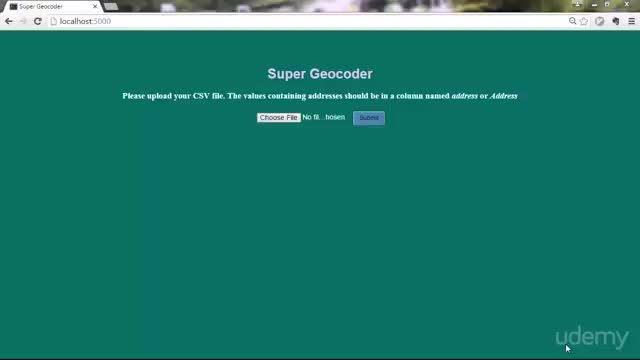 Super Geocoder
localhost:5000
Super Geocoder
Please upload your CSV file. The values containing addresses should be in a column named address or Address
Choose File No fil...hosen Submit
udemy